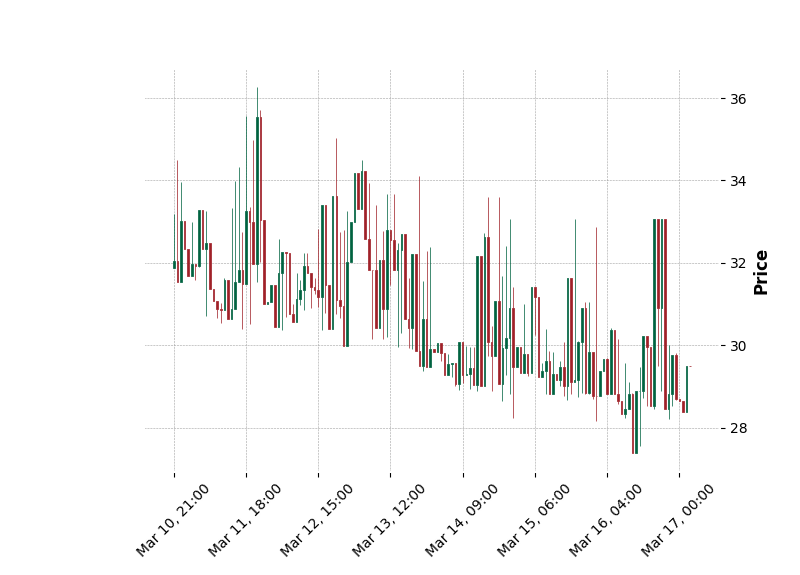 36
34
32
30
28
Price
Mar 10, 21:00
Mar 11, 18:00
Mar 12, 15:00
Mar 13, 12:00
Mar 14, 09:00
Mar 15, 06:00
Mar 16, 04:00
Mar 17, 00:00